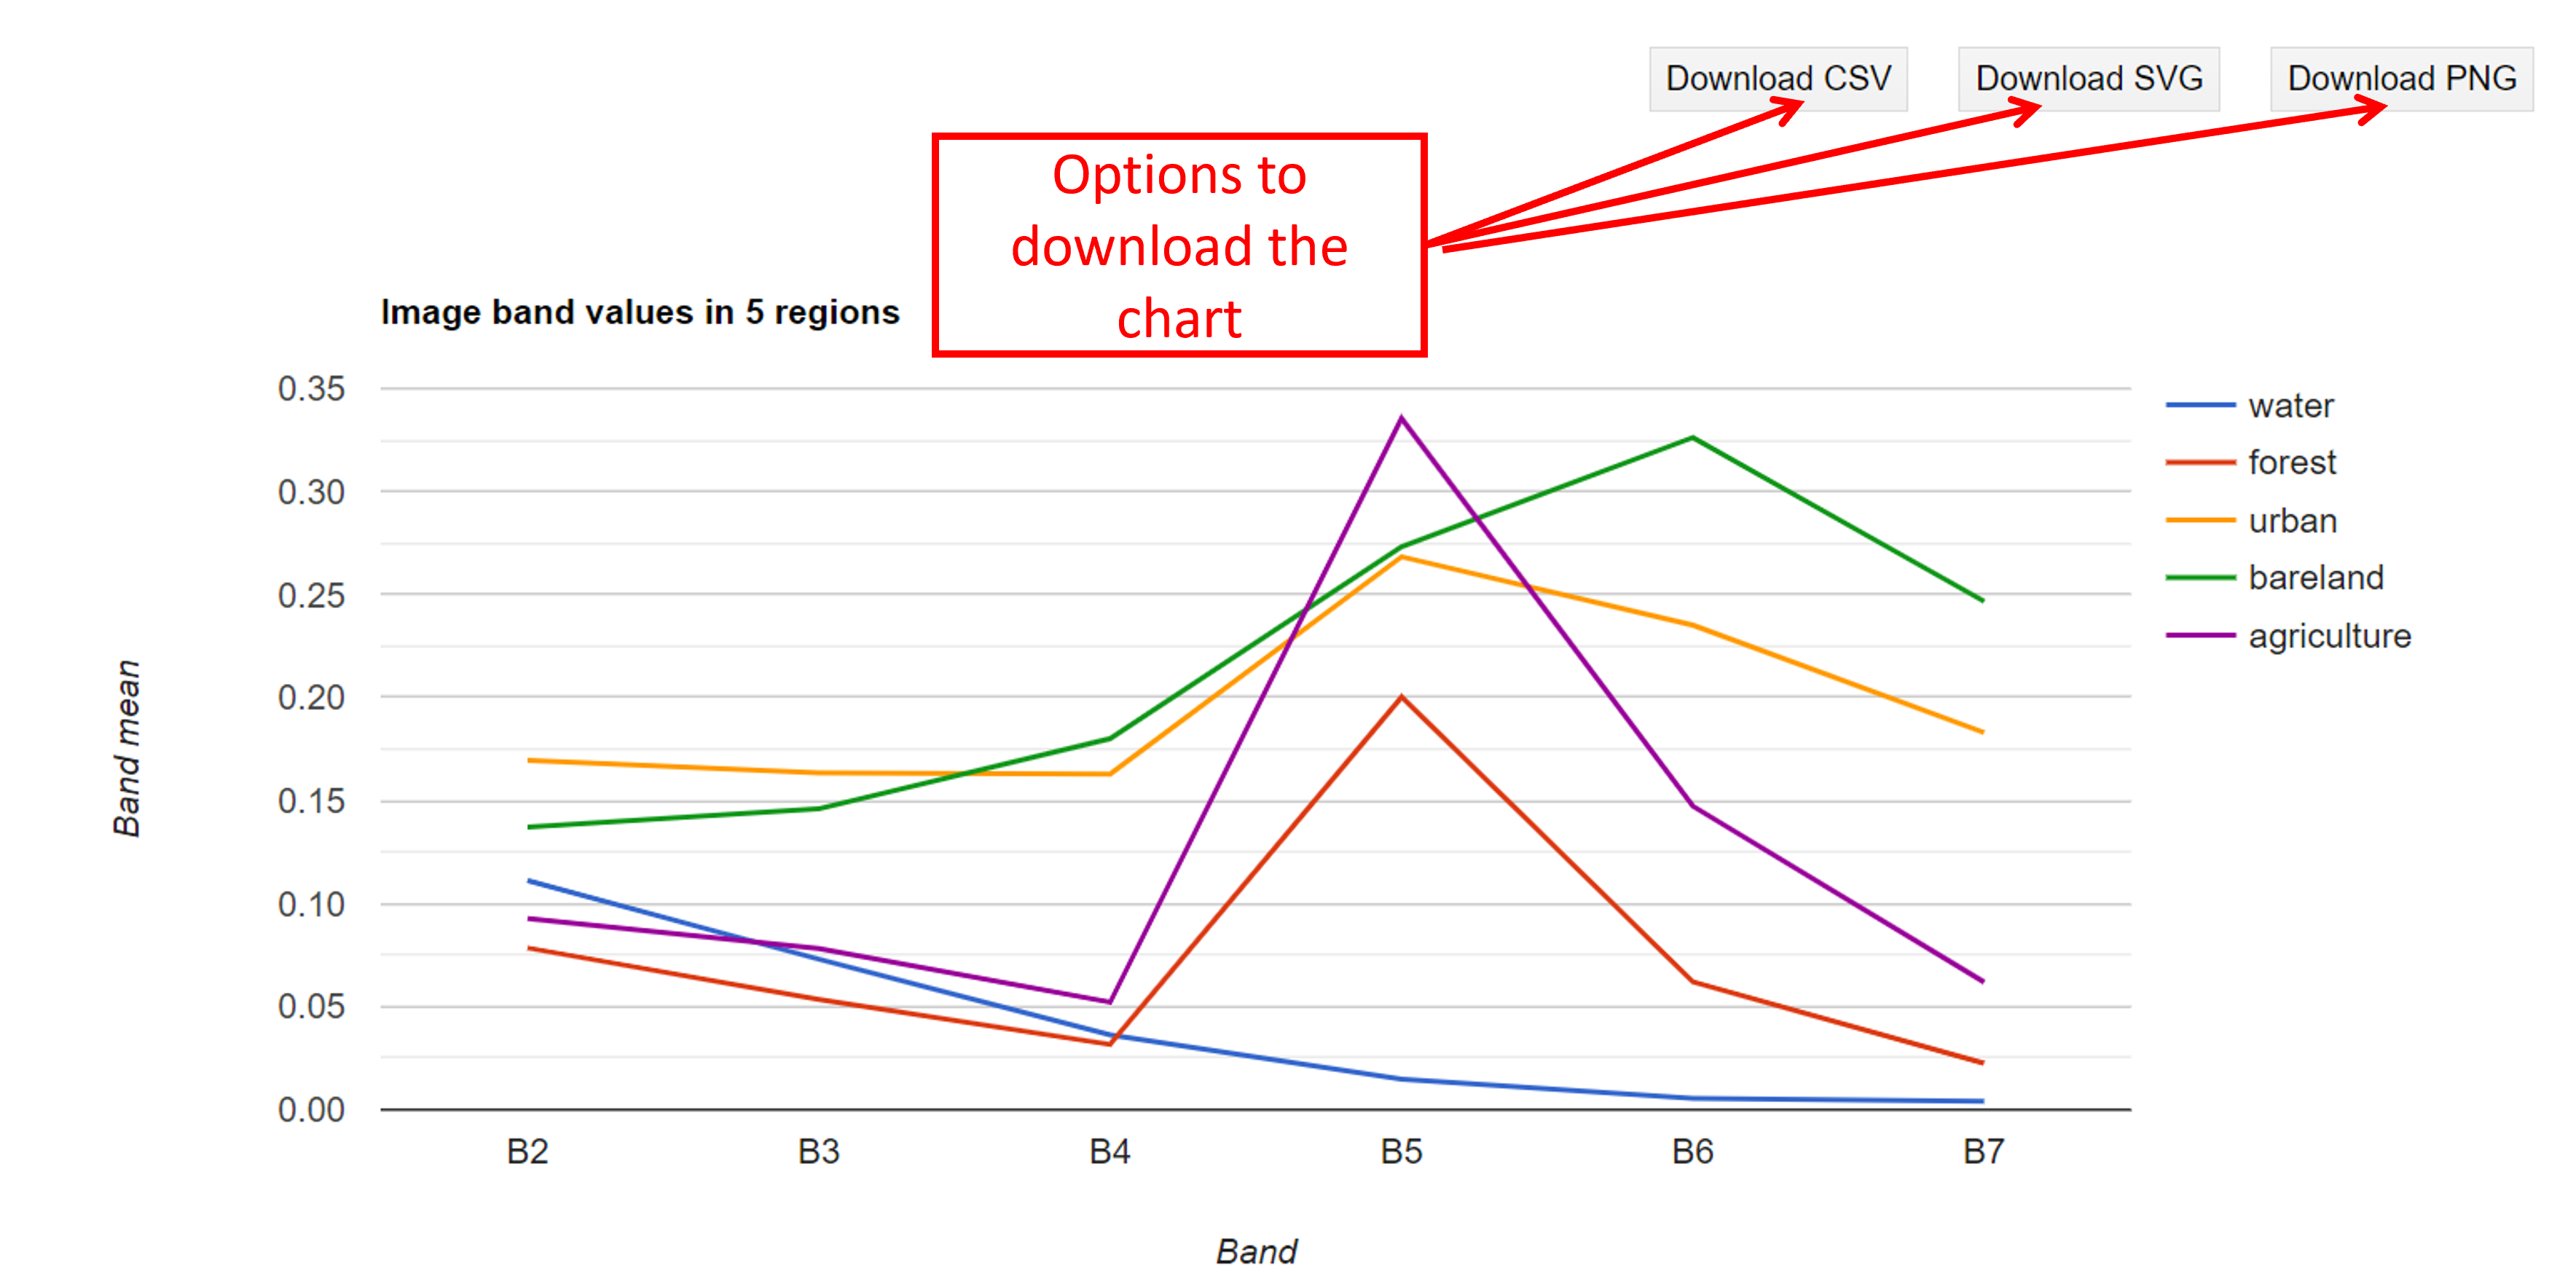 Download CSV
Download SVG
Download PNG
Options to
download the
chart
Image band values in 5 regions
0.35
0.30
0.25
0.20
0.15
0.10
0.05
0.00
Band mean
water
forest
urban
bareland
agriculture
B2
B3
B4
B5
B6
B7
Band